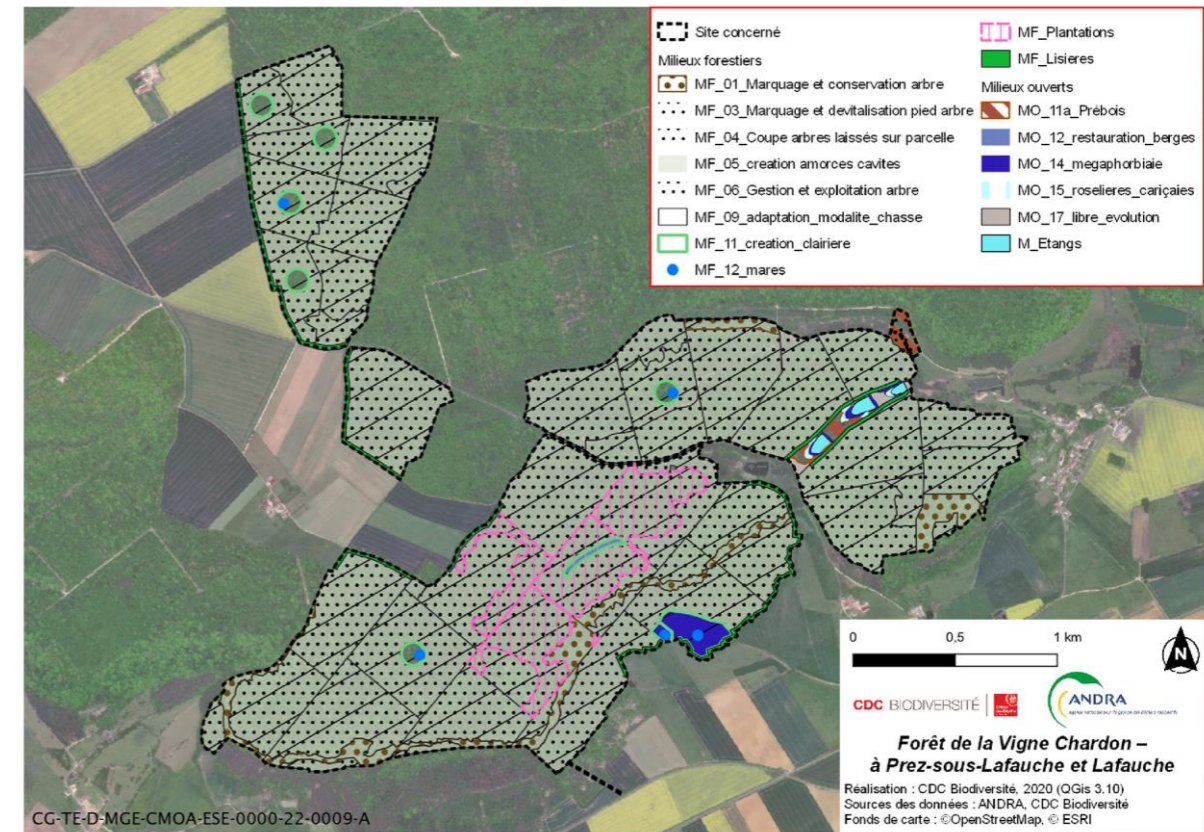 Site concerné
Milieux forestiers
MF_01_Marquage et conservation arbre
MF_03_Marquage et devitalisation pied arbre
MF_04_Coupe arbres laissés sur parcelle
MF_05_creation amorces cavites
MF_06_Gestion et exploitation arbre
MF_09_adaptation_modalite_chasse
MF_11_creation_clairiere
MF_12_mares
MF_Plantations
MF_Lisieres
Milieux ouverts
MO_11a_Prébois
MO_12_restauration_berges
MO_14_megaphorbiaie
MO_15_roselieres_cariçaies
MO_17_libre_evolution
M_Etangs
0 0,5 1 km
N
CDC BIODIVERSITÉ
ANDRA
Forêt de la Vigne Chardon –
à Prez-sous-Lafauche et Lafauche
Réalisation : CDC Biodiversité, 2020 (QGis 3.10)
Sources des données : ANDRA, CDC Biodiversité
Fonds de carte : ©OpenStreetMap, © ESRI
CG-TE-D-MGE-CMOA-ESE-0000-22-0009-A